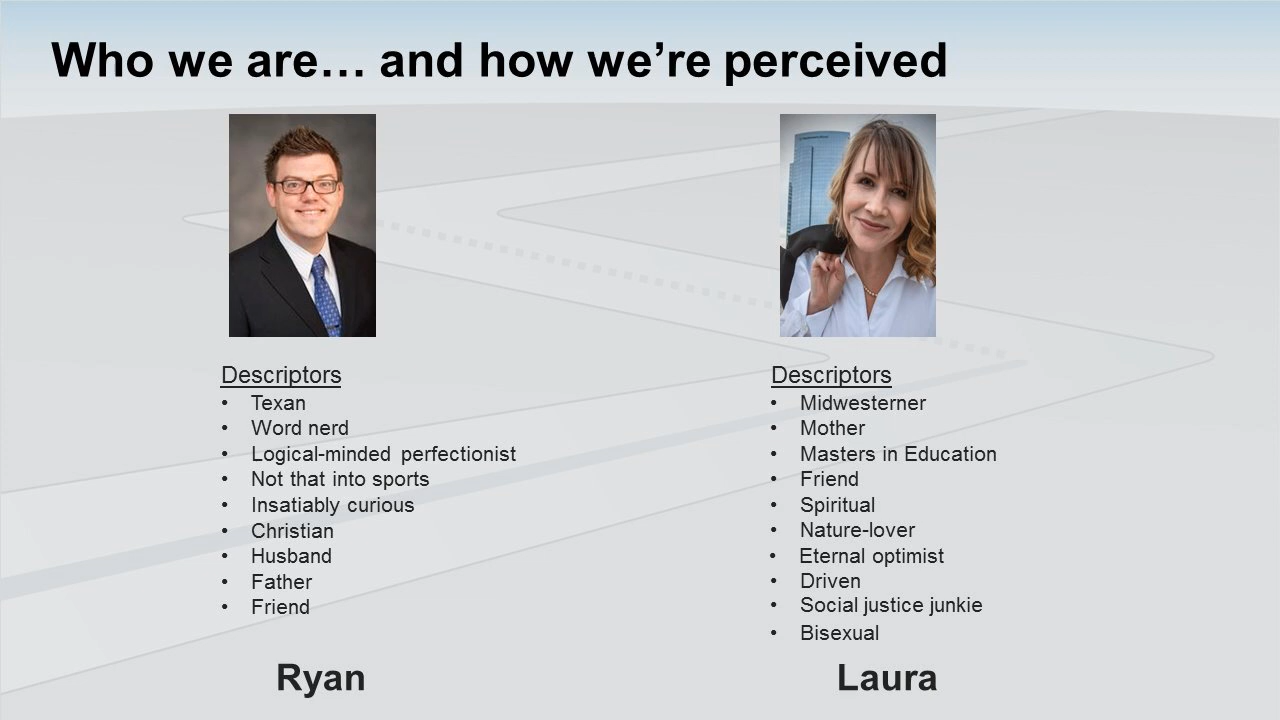 Who we are… and how we’re perceived
Descriptors
• Texan
• Word nerd
• Logical-minded perfectionist
• Not that into sports
• Insatiably curious
• Christian
• Husband
• Father
• Friend
Ryan
Descriptors
• Midwesterner
• Mother
• Masters in Education
• Friend
• Spiritual
• Nature-lover
• Eternal optimist
• Driven
• Social justice junkie
• Bisexual
Laura